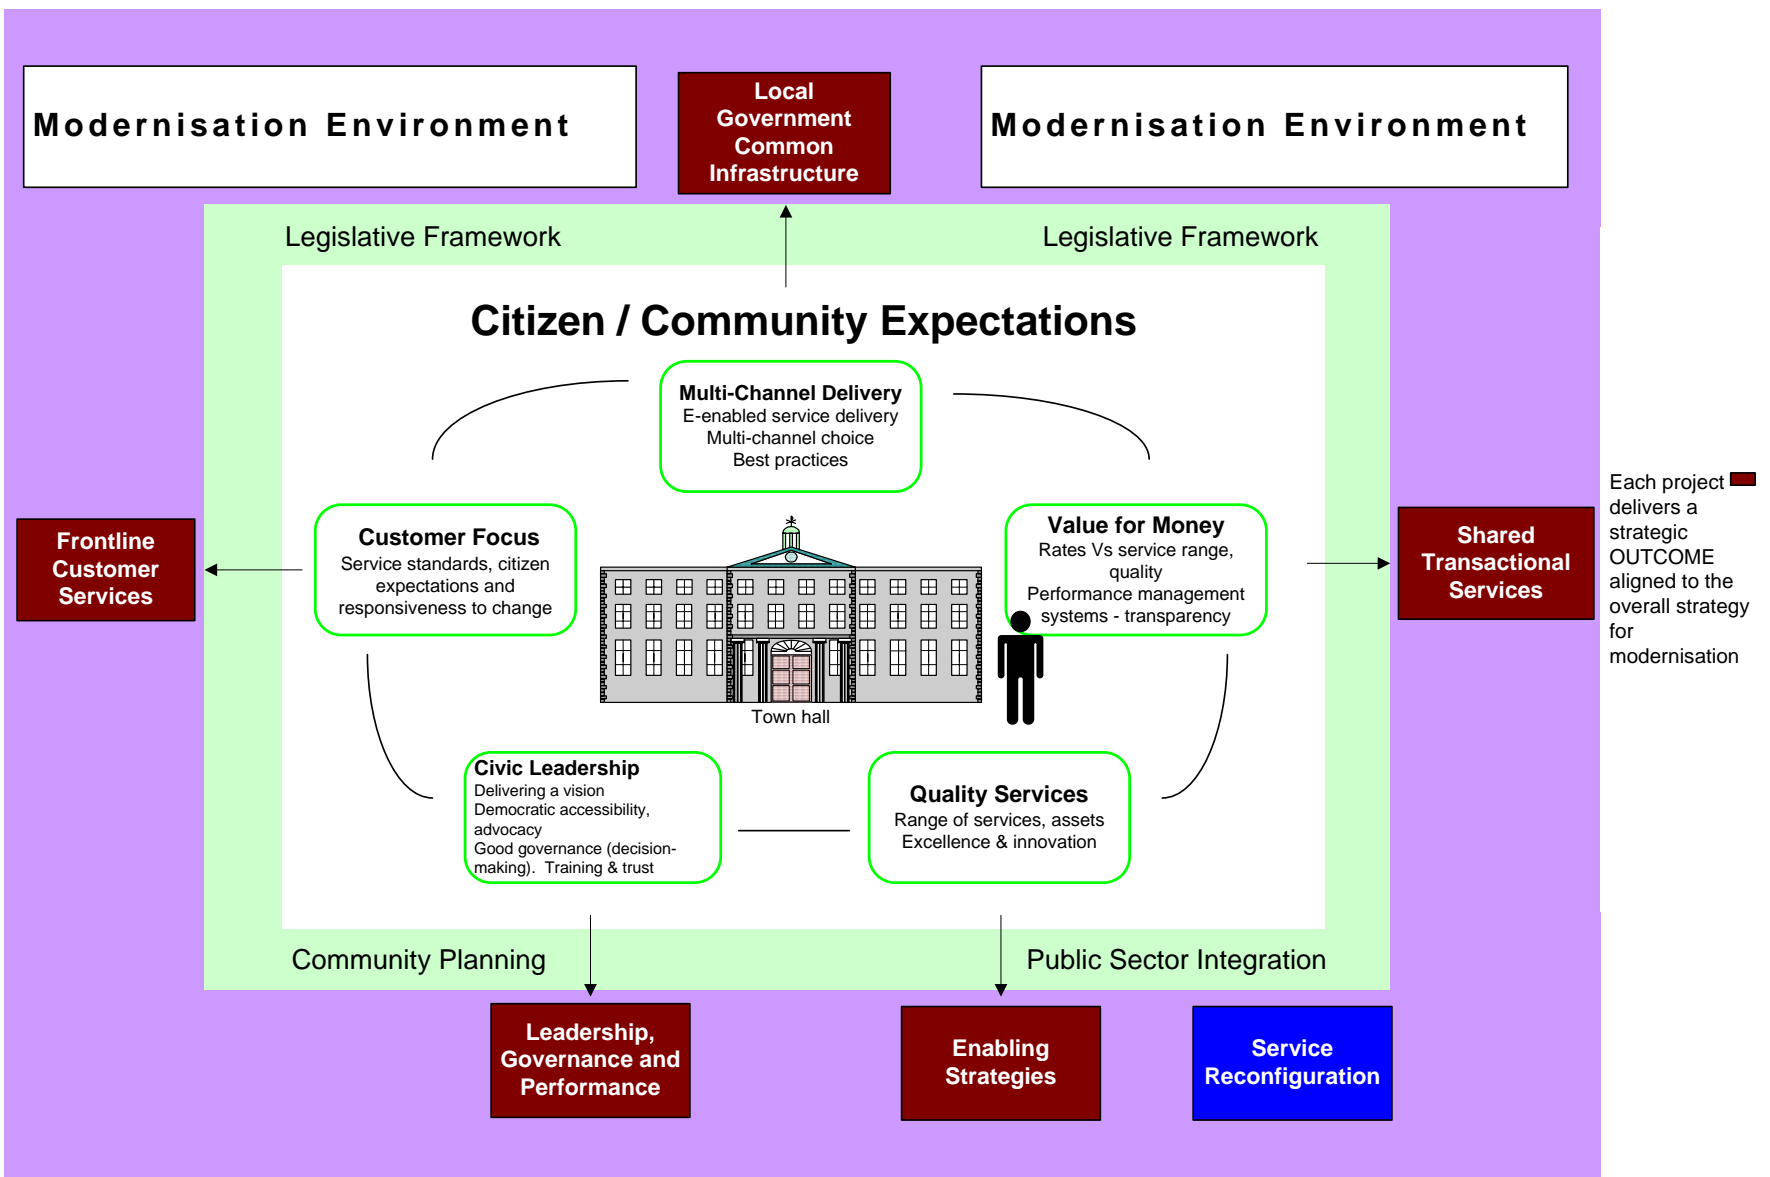 Modernisation Environment
Local
Government
Common
Infrastructure
Modernisation Environment
Legislative Framework
Legislative Framework
Citizen / Community Expectations
Multi-Channel Delivery
E-enabled service delivery
Multi-channel choice
Best practices
Customer Focus
Service standards, citizen
expectations and
responsiveness to change
Value for Money
Rates Vs service range,
quality
Performance management
systems - transparency
Frontline
Customer
Services
Shared
Transactional
Services
Each project
delivers a
strategic
OUTCOME
aligned to the
overall strategy
for
modernisation
Town hall
Civic Leadership
Delivering a vision
Democratic accessibility,
advocacy
Good governance (decision-
making).  Training & trust
Quality Services
Range of services, assets
Excellence & innovation
Community Planning
Public Sector Integration
Leadership,
Governance and
Performance
Enabling
Strategies
Service
Reconfiguration